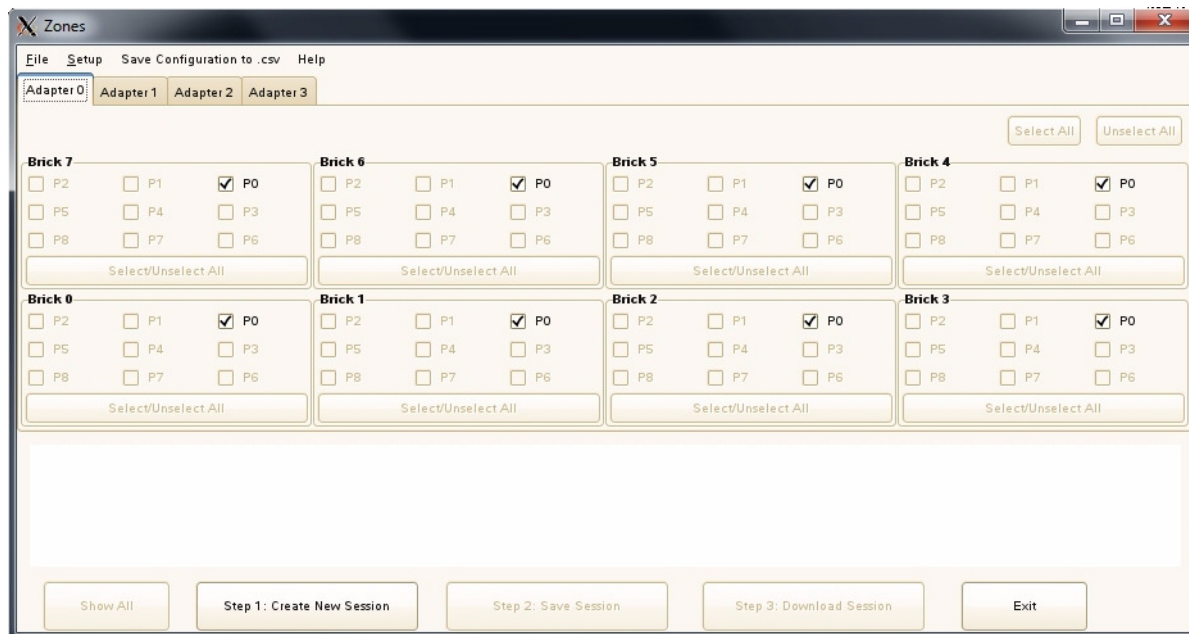 Zones
File Setup Save Configuration to .csv Help
Adapter 0 Adapter 1 Adapter 2 Adapter 3
Select All Unselect All
Brick 7 Brick 6 Brick 5 Brick 4
P2 P1 P0 P2 P1 P0 P2 P1 P0 P2 P1 P0
P5 P4 P3 P5 P4 P3 P5 P4 P3 P5 P4 P3
P8 P7 P6 P8 P7 P6 P8 P7 P6 P8 P7 P6
Select/Unselect All Select/Unselect All Select/Unselect All Select/Unselect All
Brick 0 Brick 1 Brick 2 Brick 3
P2 P1 P0 P2 P1 P0 P2 P1 P0 P2 P1 P0
P5 P4 P3 P5 P4 P3 P5 P4 P3 P5 P4 P3
P8 P7 P6 P8 P7 P6 P8 P7 P6 P8 P7 P6
Select/Unselect All Select/Unselect All Select/Unselect All Select/Unselect All
Show All Step 1: Create New Session Step 2: Save Session Step 3: Download Session Exit